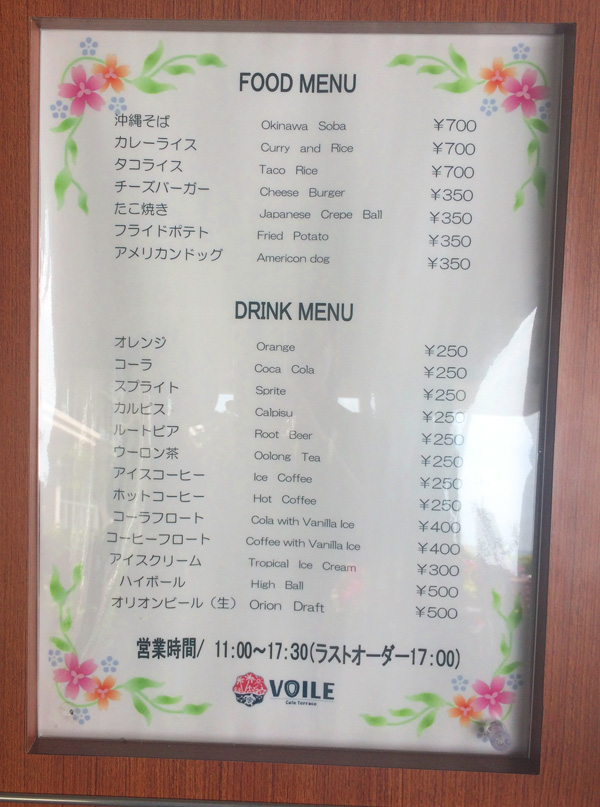 FOOD MENU
沖縄そば Okinawa Soba ¥700
カレーライス Curry and Rice ¥700
タコライス Taco Rice ¥700
チーズバーガー Cheese Burger ¥350
たこ焼き Japanese Crepe Ball ¥350
フライドポテト Fried Potato ¥350
アメリカンドッグ Americon dog ¥350
DRINK MENU
オレンジ Orange ¥250
コーラ Coca Cola ¥250
スプライト Sprite ¥250
カルピス Calpisu ¥250
ルートビア Root Beer ¥250
ウーロン茶 Oolong Tea ¥250
アイスコーヒー Ice Coffee ¥250
ホットコーヒー Hot Coffee ¥250
コーラフロート Cola with Vanilla Ice ¥400
コーヒーフロート Coffee with Vanilla Ice ¥400
アイスクリーム Tropical Ice Cream ¥300
ハイボール High Ball ¥500
オリオンビール（生） Orion Draft ¥500
営業時間/ 11:00～17:30(ラストオーダー17:00)
VOILE
Cafe Terrace